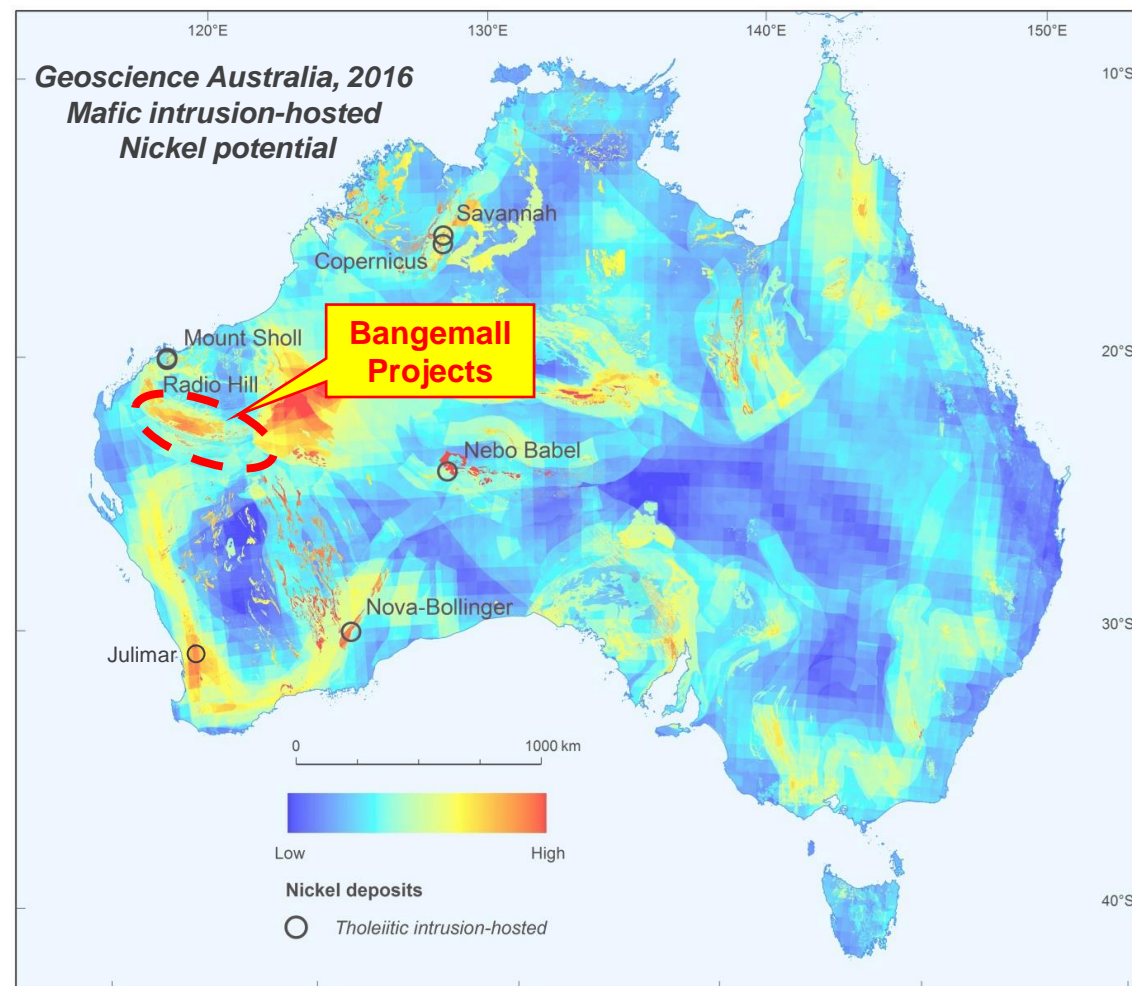 120°E 130°E 140°E 150°E
Geoscience Australia, 2016
Mafic intrusion-hosted
Nickel potential
10°S
Savannah
Copernicus
Bangemall
Projects
Mount Sholl
20°S
Radio Hill
Nebo Babel
Nova-Bollinger
30°S
Julimar
0 1000 km
Low High
Nickel deposits
Tholeiitic intrusion-hosted
40°S